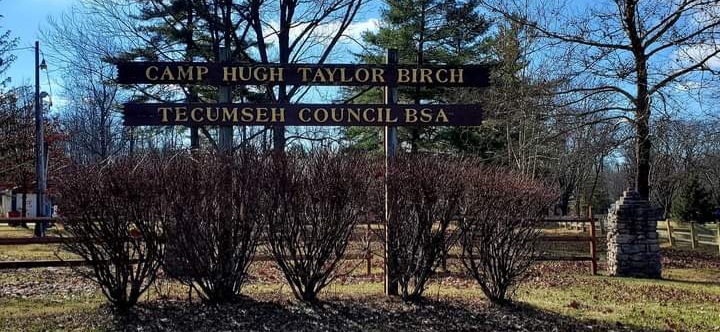 CAMP HUGH TAYLOR BIRCH
TECUMSEH COUNCIL BSA